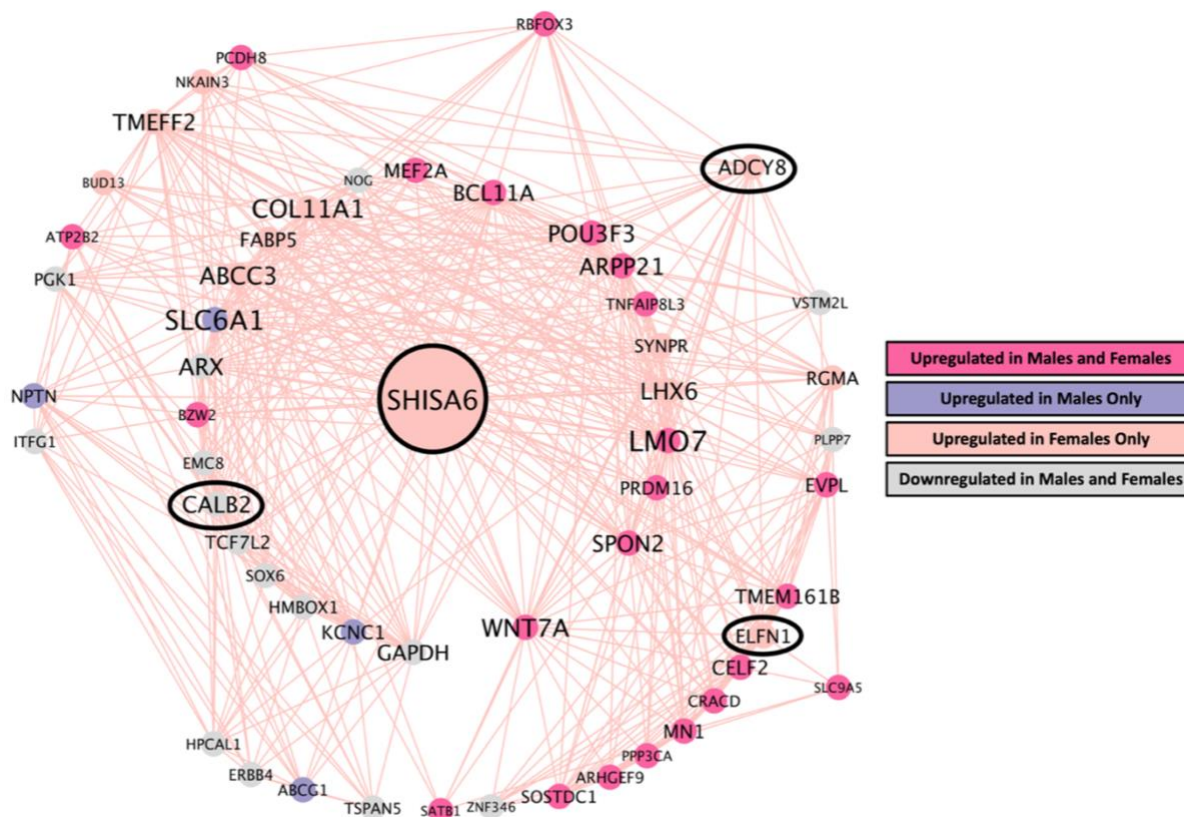 RBFOX3
PCDH8
NKAIN3
TMEFF2
ADCY8
MEF2A
NOG
BUD13
BCL11A
COL11A1
ATP2B2
FABP5
POU3F3
ARPP21
PGK1
ABCC3
TNFAIP8L3
VSTM2L
SLC6A1
SYNPR
ARX
RGMA
NPTN
SHISA6
LHX6
BZW2
ITFG1
LMO7
PLPP7
EMC8
PRDM16
EVPL
CALB2
TCF7L2
SPON2
SOX6
TMEM161B
HMBOX1
KCNC1
WNT7A
ELFN1
GAPDH
CELF2
SLC9A5
CRACD
MN1
HPCAL1
PPP3CA
ERBB4
ARHGEF9
ABCG1
SOSTDC1
TSPAN5
SATB1
ZNF346
Upregulated in Males and Females
Upregulated in Males Only
Upregulated in Females Only
Downregulated in Males and Females